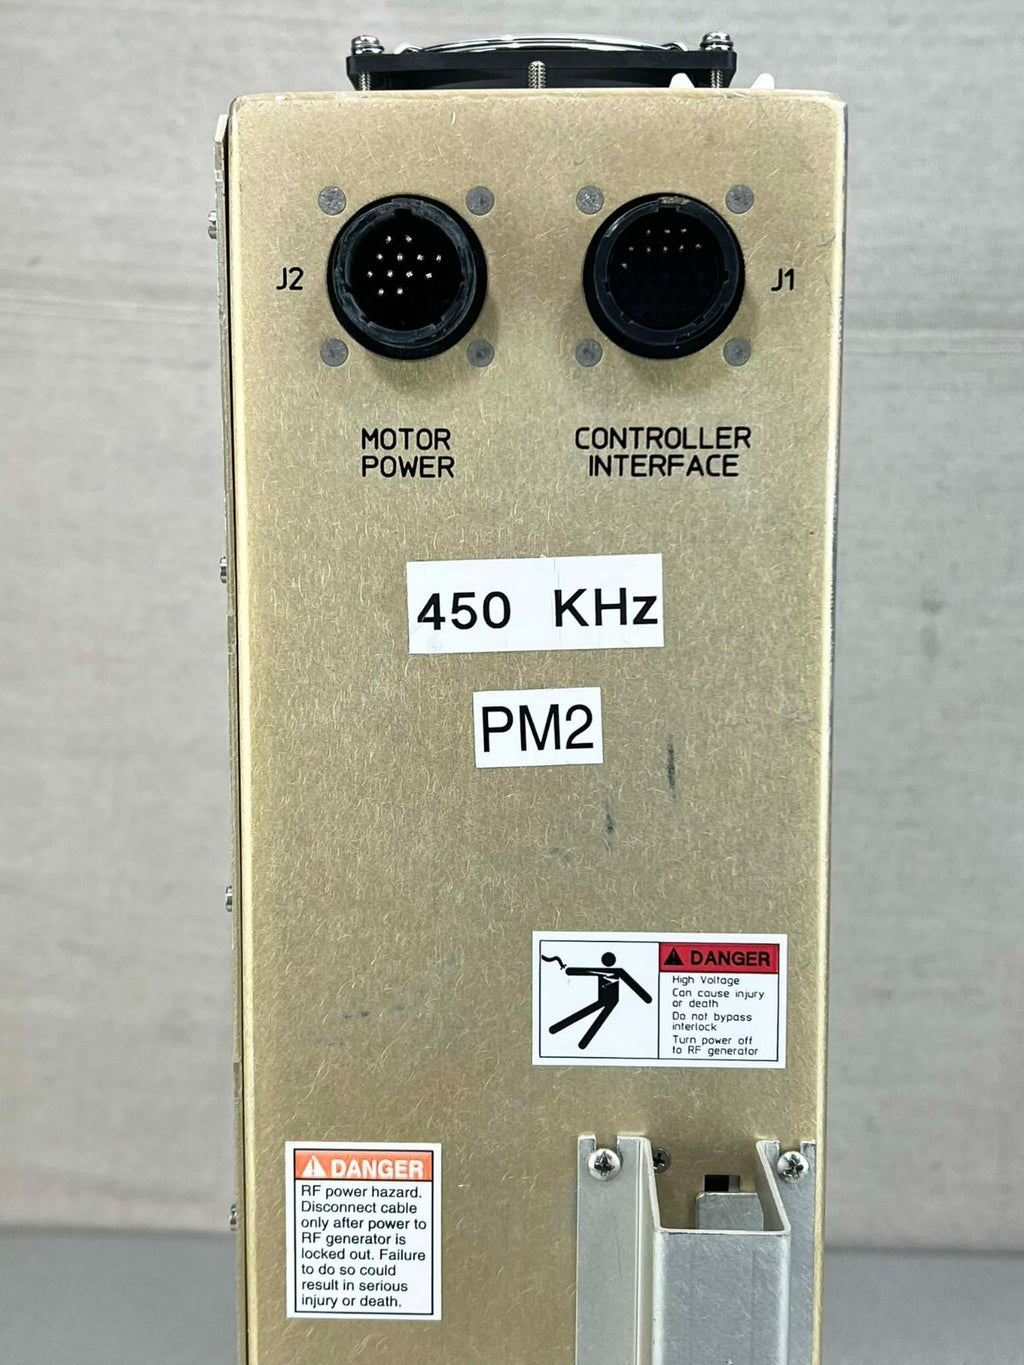 J2
J1
MOTOR
POWER
CONTROLLER
INTERFACE
450 KHz
PM2
DANGER
High Voltage
Can cause injury
or death
Do not bypass
interlock
Turn power off
to RF generator
DANGER
RF power hazard.
Disconnect cable
only after power to
RF generator is
locked out. Failure
to do so could
result in serious
injury or death.